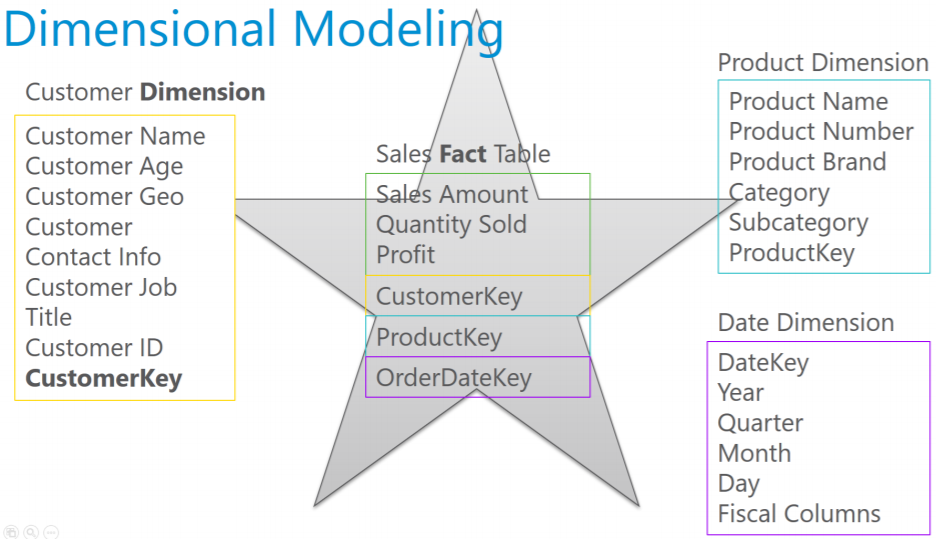 Dimensional Modeling
Customer Dimension
Customer Name
Customer Age
Customer Geo
Customer
Contact Info
Customer Job
Title
Customer ID
CustomerKey
Sales Fact Table
Sales Amount
Quantity Sold
Profit
CustomerKey
ProductKey
OrderDateKey
Product Dimension
Product Name
Product Number
Product Brand
Category
Subcategory
ProductKey
Date Dimension
DateKey
Year
Quarter
Month
Day
Fiscal Columns